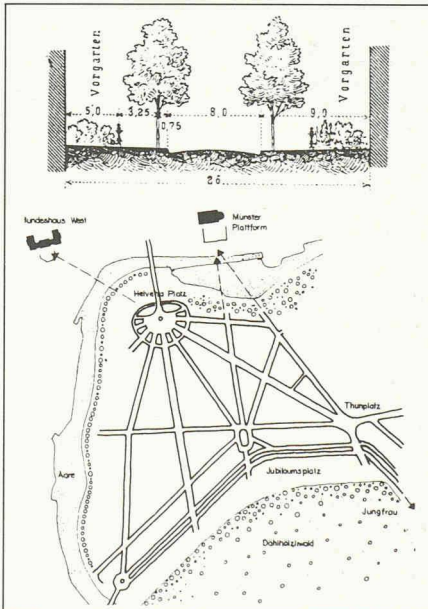 Vorgarten
Vorgarten
5,0 3,25 8,0 9,0
0,75
26
Bundeshaus West
Münster
Plattform
Helvetia Platz
Thunplatz
Aare
Jubiläumsplatz
Jungfrau
Dählhölzliwald